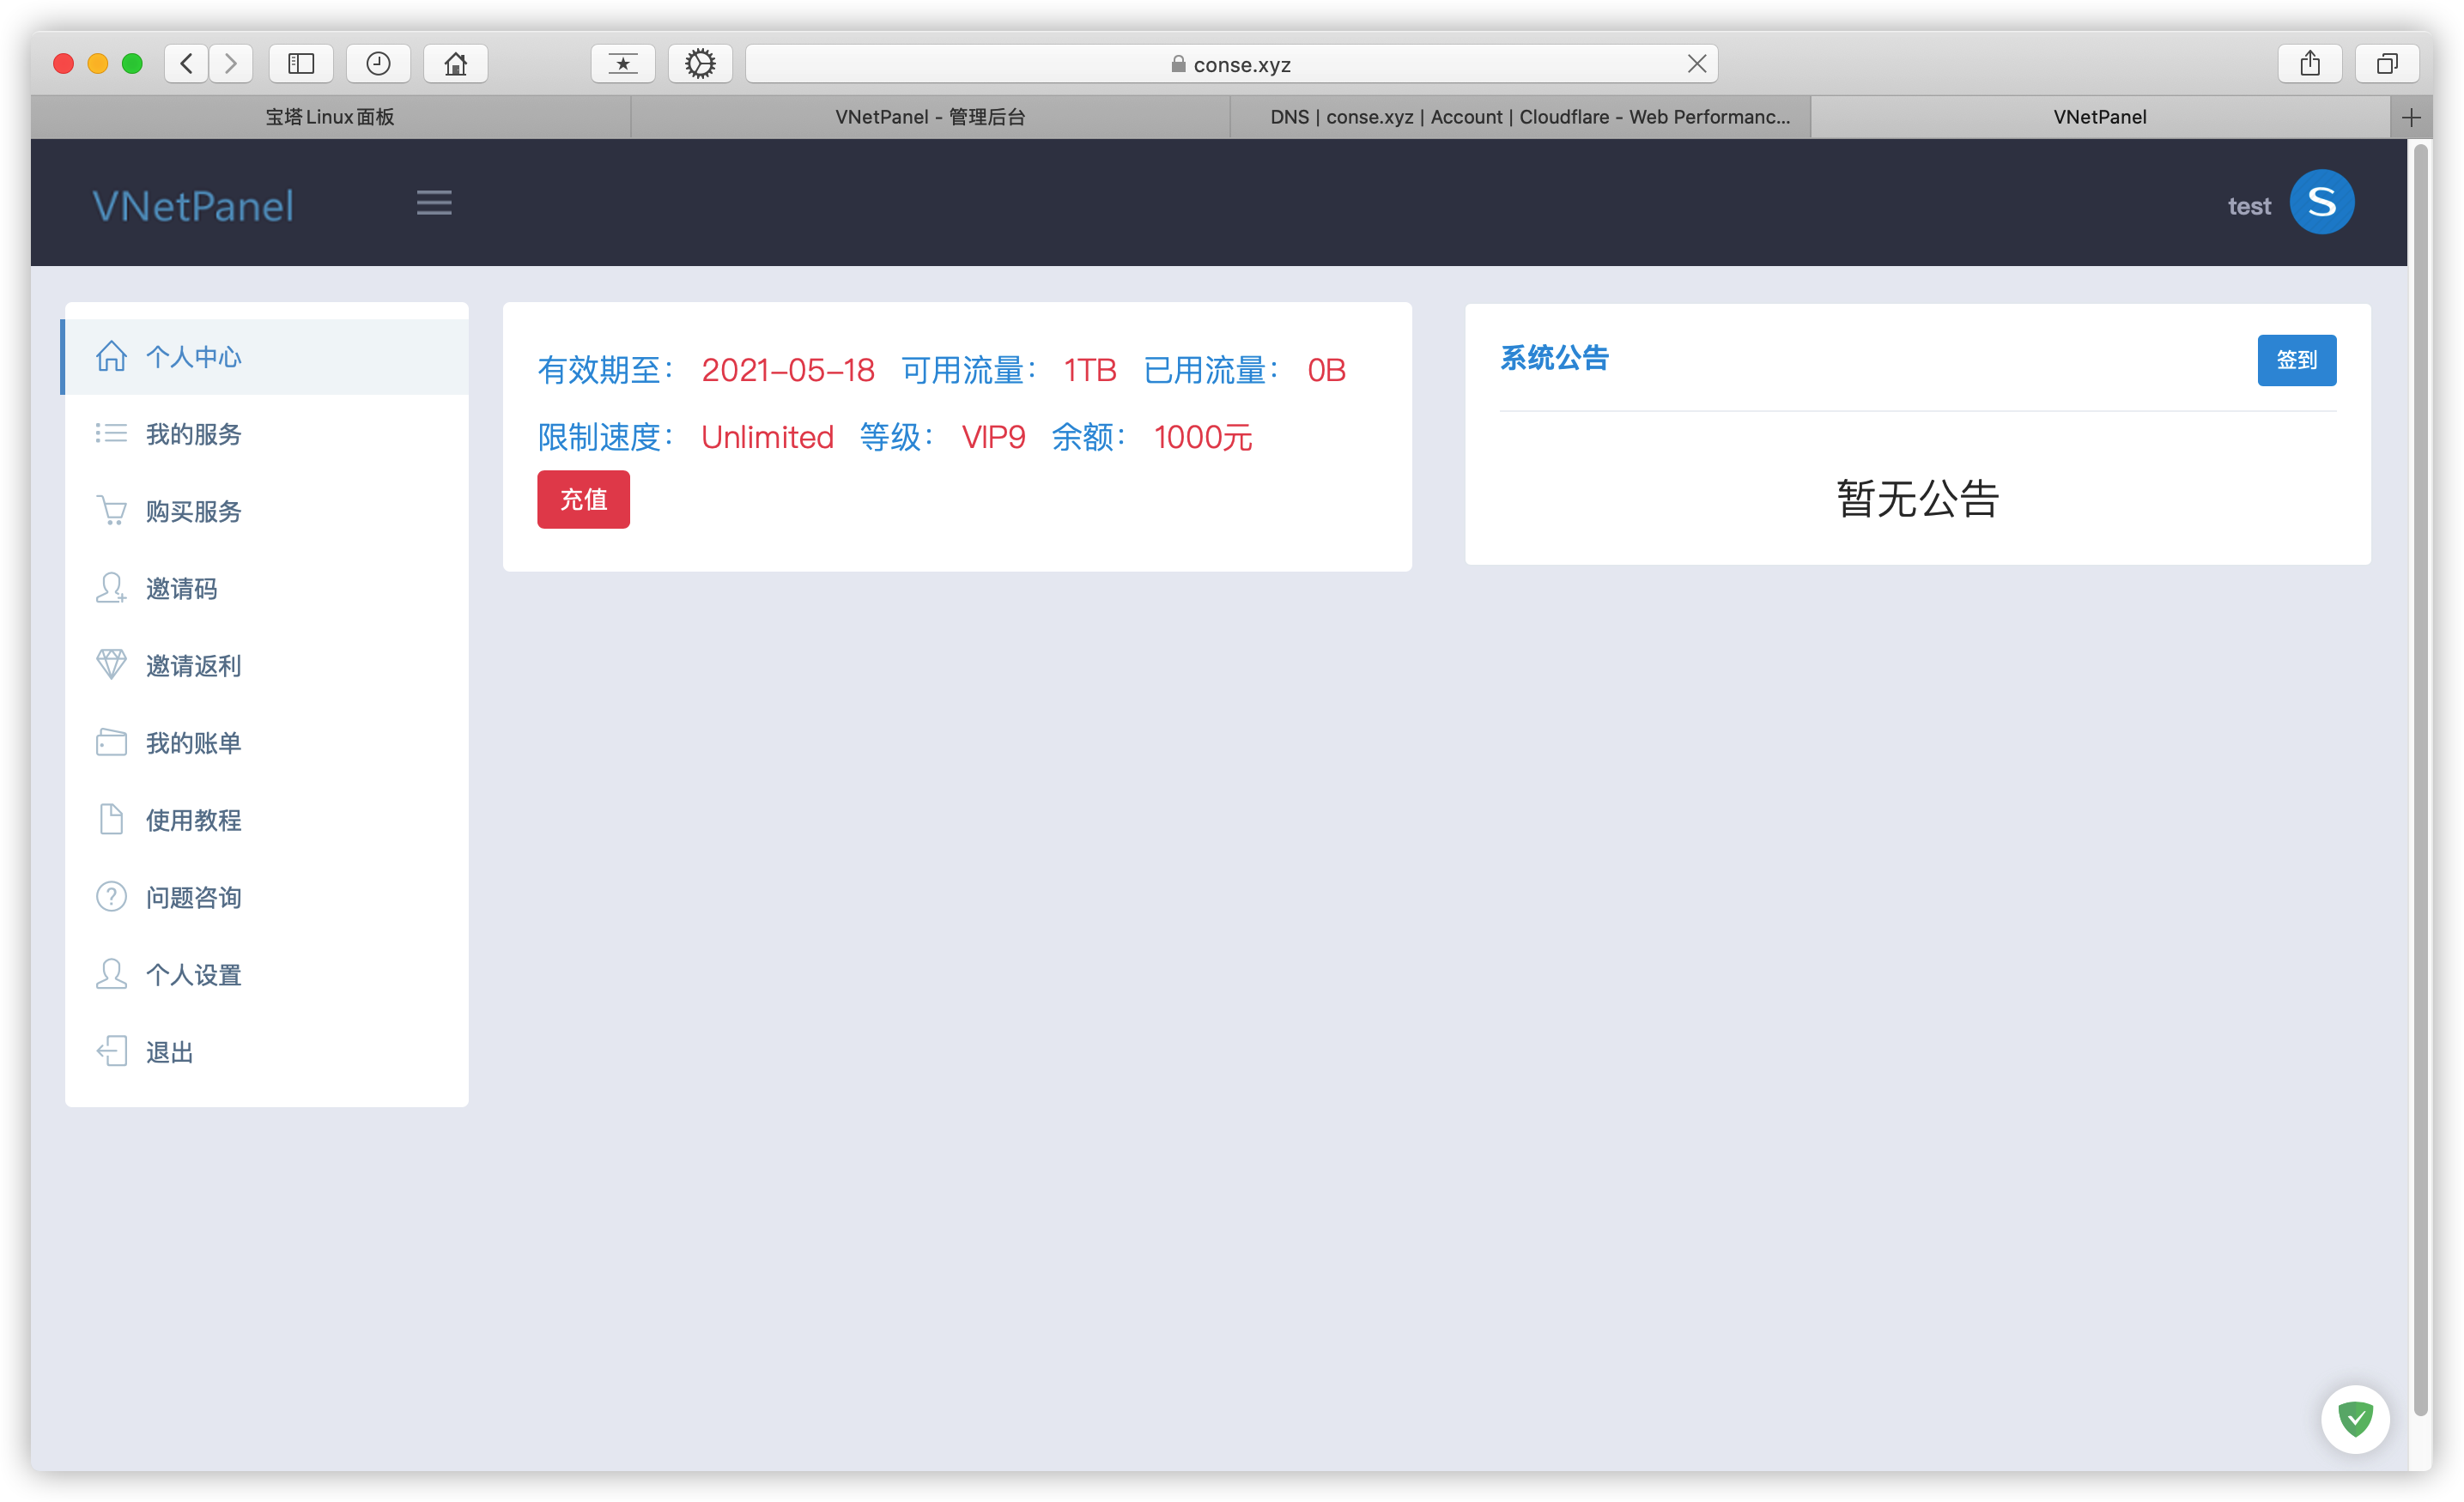 conse.xyz
宝塔Linux面板
VNetPanel - 管理后台
DNS | conse.xyz | Account | Cloudflare - Web Performanc...
VNetPanel
VNetPanel
test
S
个人中心
我的服务
购买服务
邀请码
邀请返利
我的账单
使用教程
问题咨询
个人设置
退出
有效期至： 2021-05-18 可用流量： 1TB 已用流量： 0B
限制速度： Unlimited 等级： VIP9 余额： 1000元
充值
系统公告
签到
暂无公告